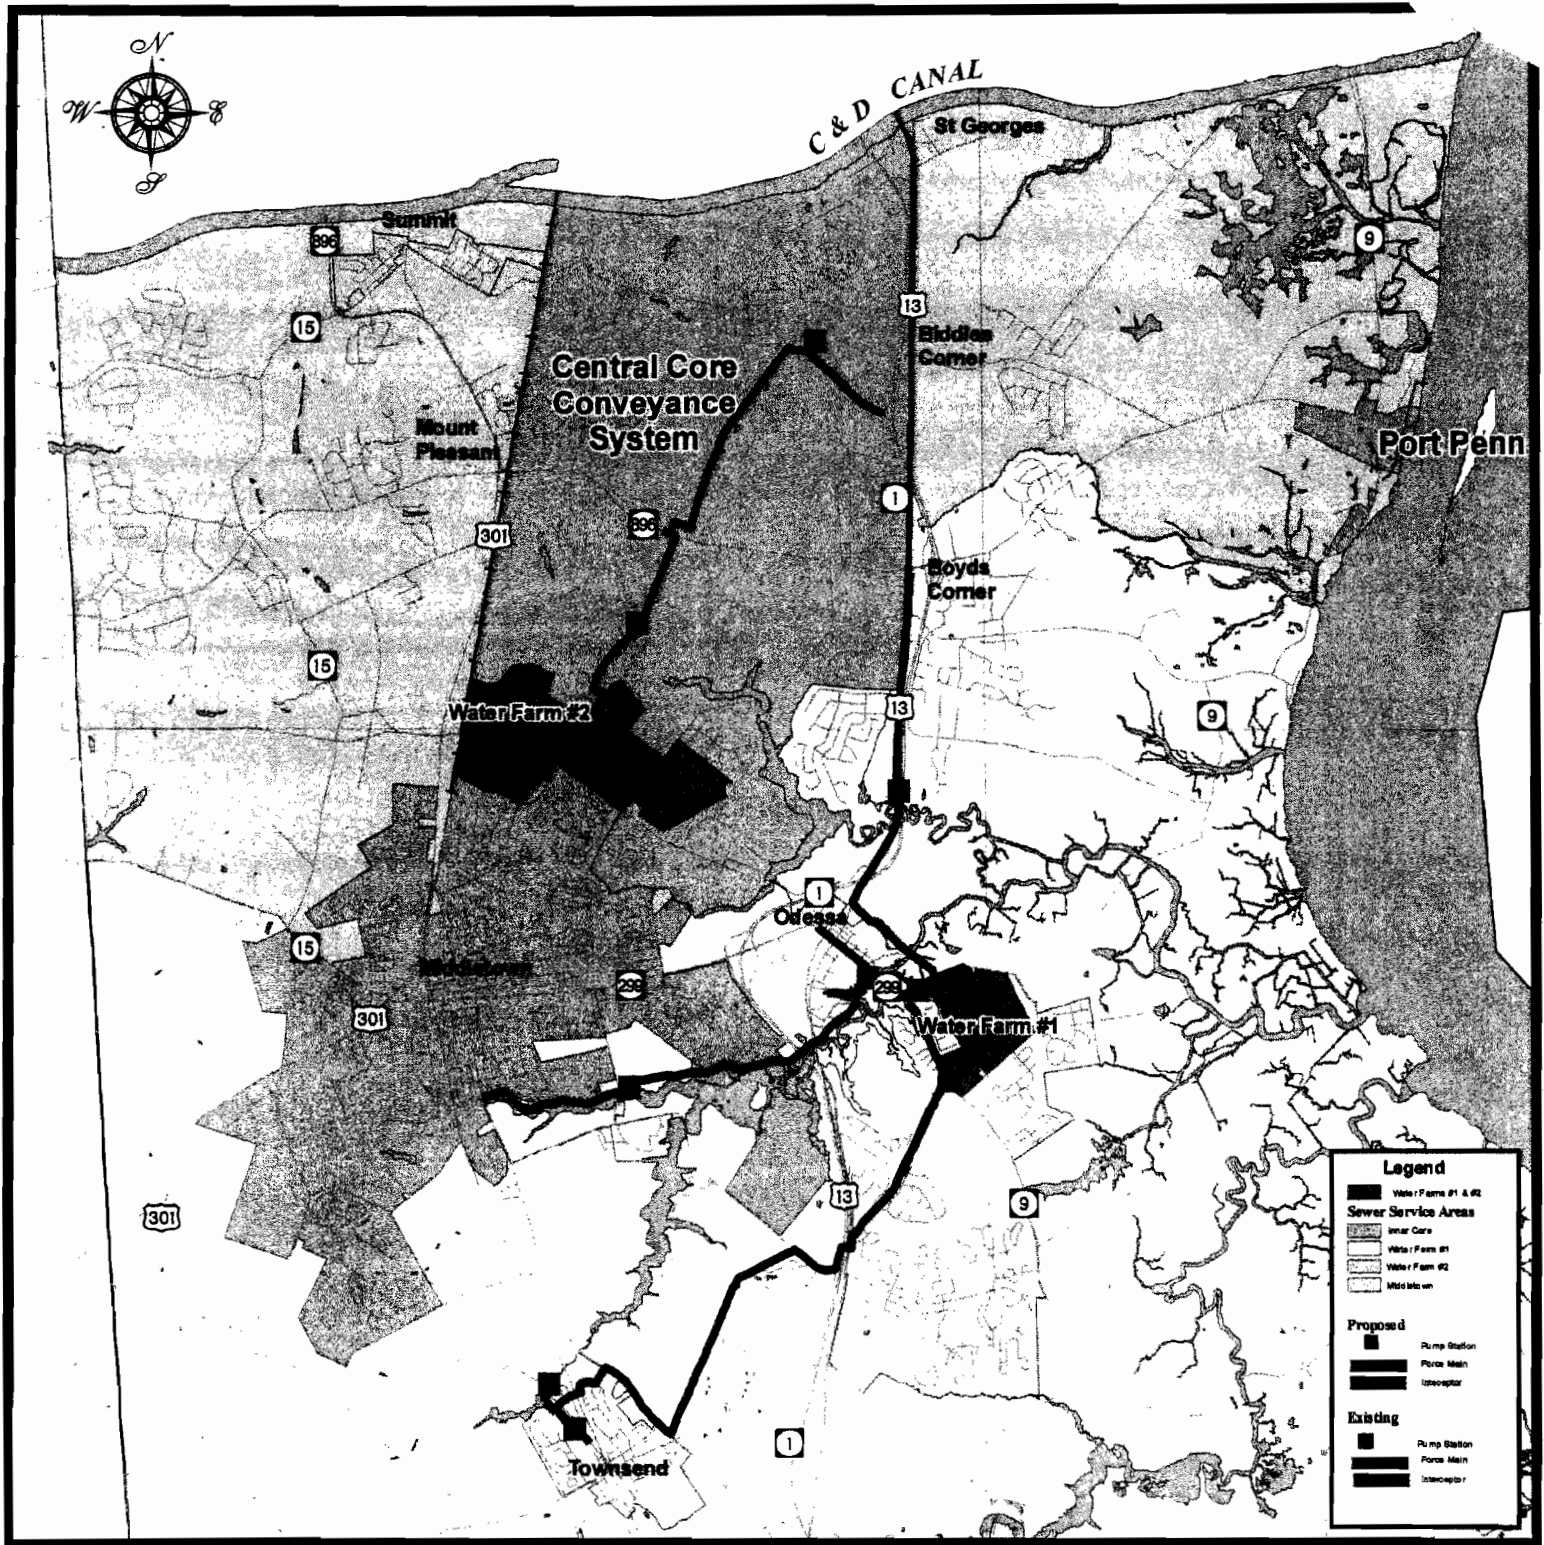 N
W
E
S
C & D CANAL
St Georges
Summit
896
9
15
13
Biddles
Corner
Central Core
Conveyance
System
Mount
Pleasant
Port Penn
1
896
301
Boyds
Corner
15
Water Farm #2
13
9
1
Odessa
15
Middletown
299
299
301
Water Farm #1
13
9
301
1
Townsend
Legend
Water Farms #1 & #2
Sewer Service Areas
Inner Core
Water Farm #1
Water Farm #2
Middletown
Proposed
Pump Station
Force Main
Interceptor
Existing
Pump Station
Force Main
Interceptor